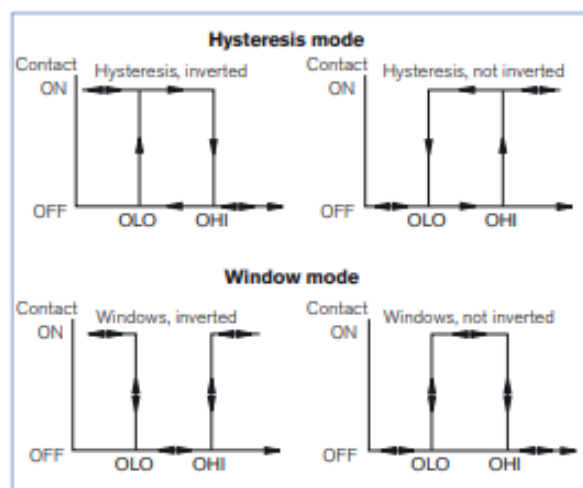 Hysteresis mode
Contact
ON
Hysteresis, inverted
OFF
OLO OHI
Contact
ON
Hysteresis, not inverted
OFF
OLO OHI
Window mode
Contact
ON
Windows, inverted
OFF
OLO OHI
Contact
ON
Windows, not inverted
OFF
OLO OHI